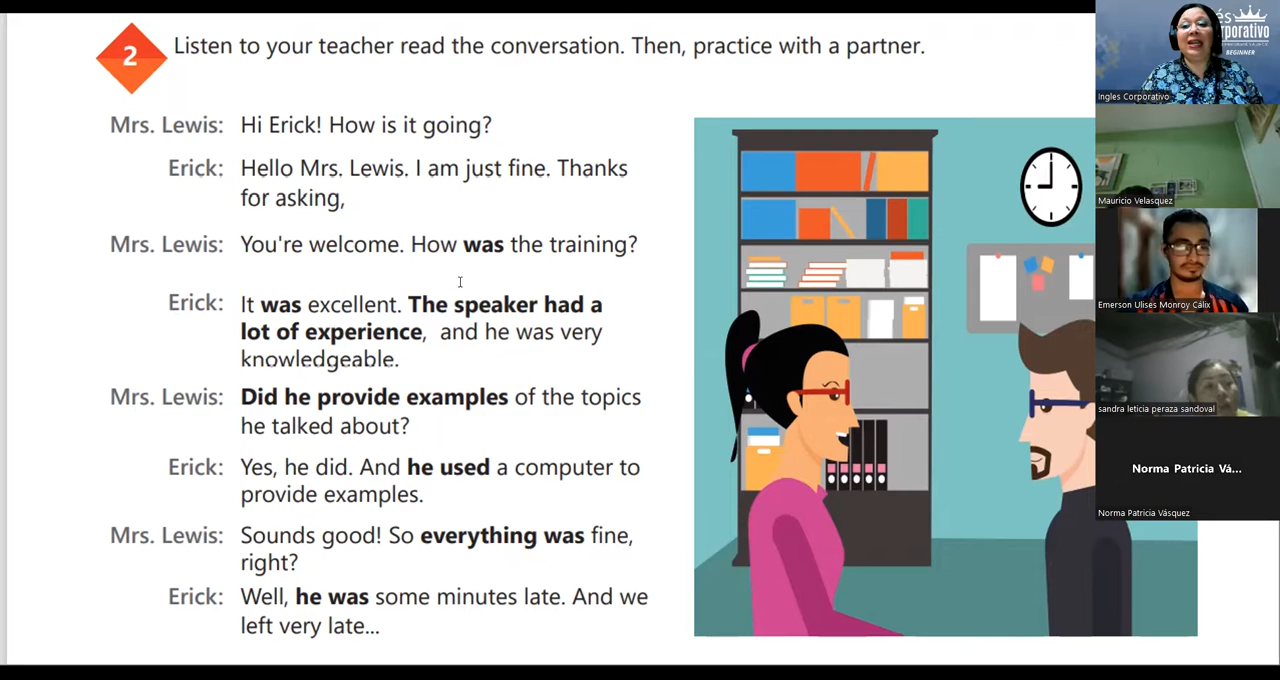 2
Listen to your teacher read the conversation. Then, practice with a partner.
Mrs. Lewis: Hi Erick! How is it going?
Erick: Hello Mrs. Lewis. I am just fine. Thanks
for asking,
Mrs. Lewis: You're welcome. How was the training?
Erick: It was excellent. The speaker had a
lot of experience, and he was very
knowledgeable.
Mrs. Lewis: Did he provide examples of the topics
he talked about?
Erick: Yes, he did. And he used a computer to
provide examples.
Mrs. Lewis: Sounds good! So everything was fine,
right?
Erick: Well, he was some minutes late. And we
left very late...
és
rporativo
BEGINNER
Ingles Corporativo
Mauricio Velasquez
Emerson Ulises Monroy Cálix
sandra leticia peraza sandoval
Norma Patricia Vá...
Norma Patricia Vásquez